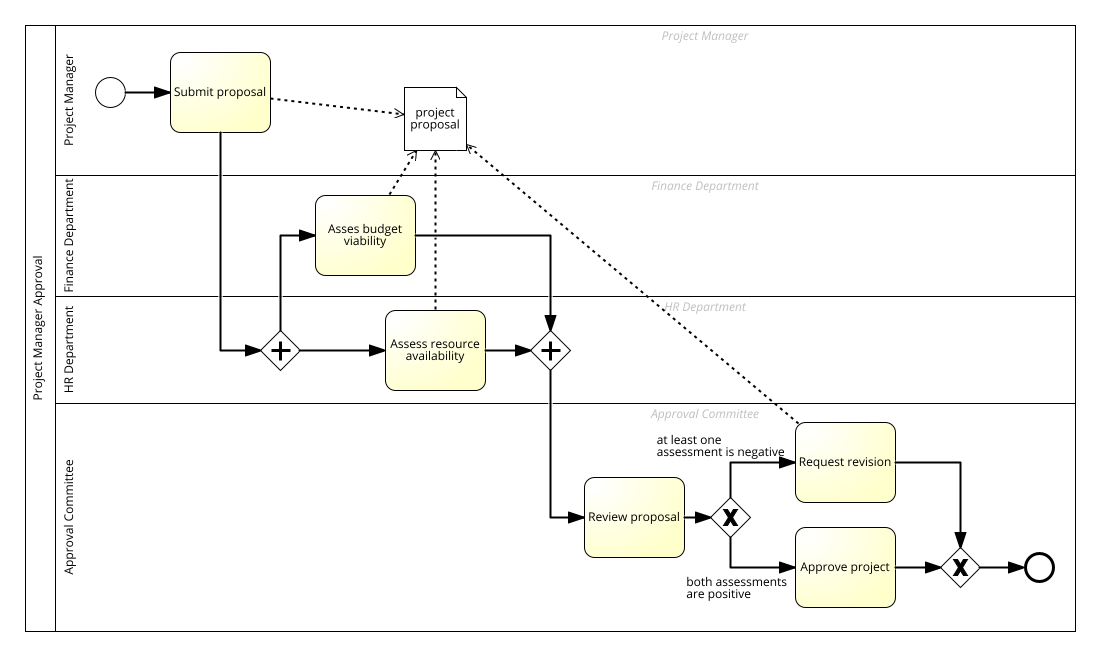 Project Manager Approval
Project Manager
Project Manager
Submit proposal
project
proposal
Finance Department
Finance Department
Asses budget
viability
HR Department
HR Department
Assess resource
availability
Approval Committee
Approval Committee
at least one
assessment is negative
Request revision
Review proposal
X
Approve project
X
both assessments
are positive